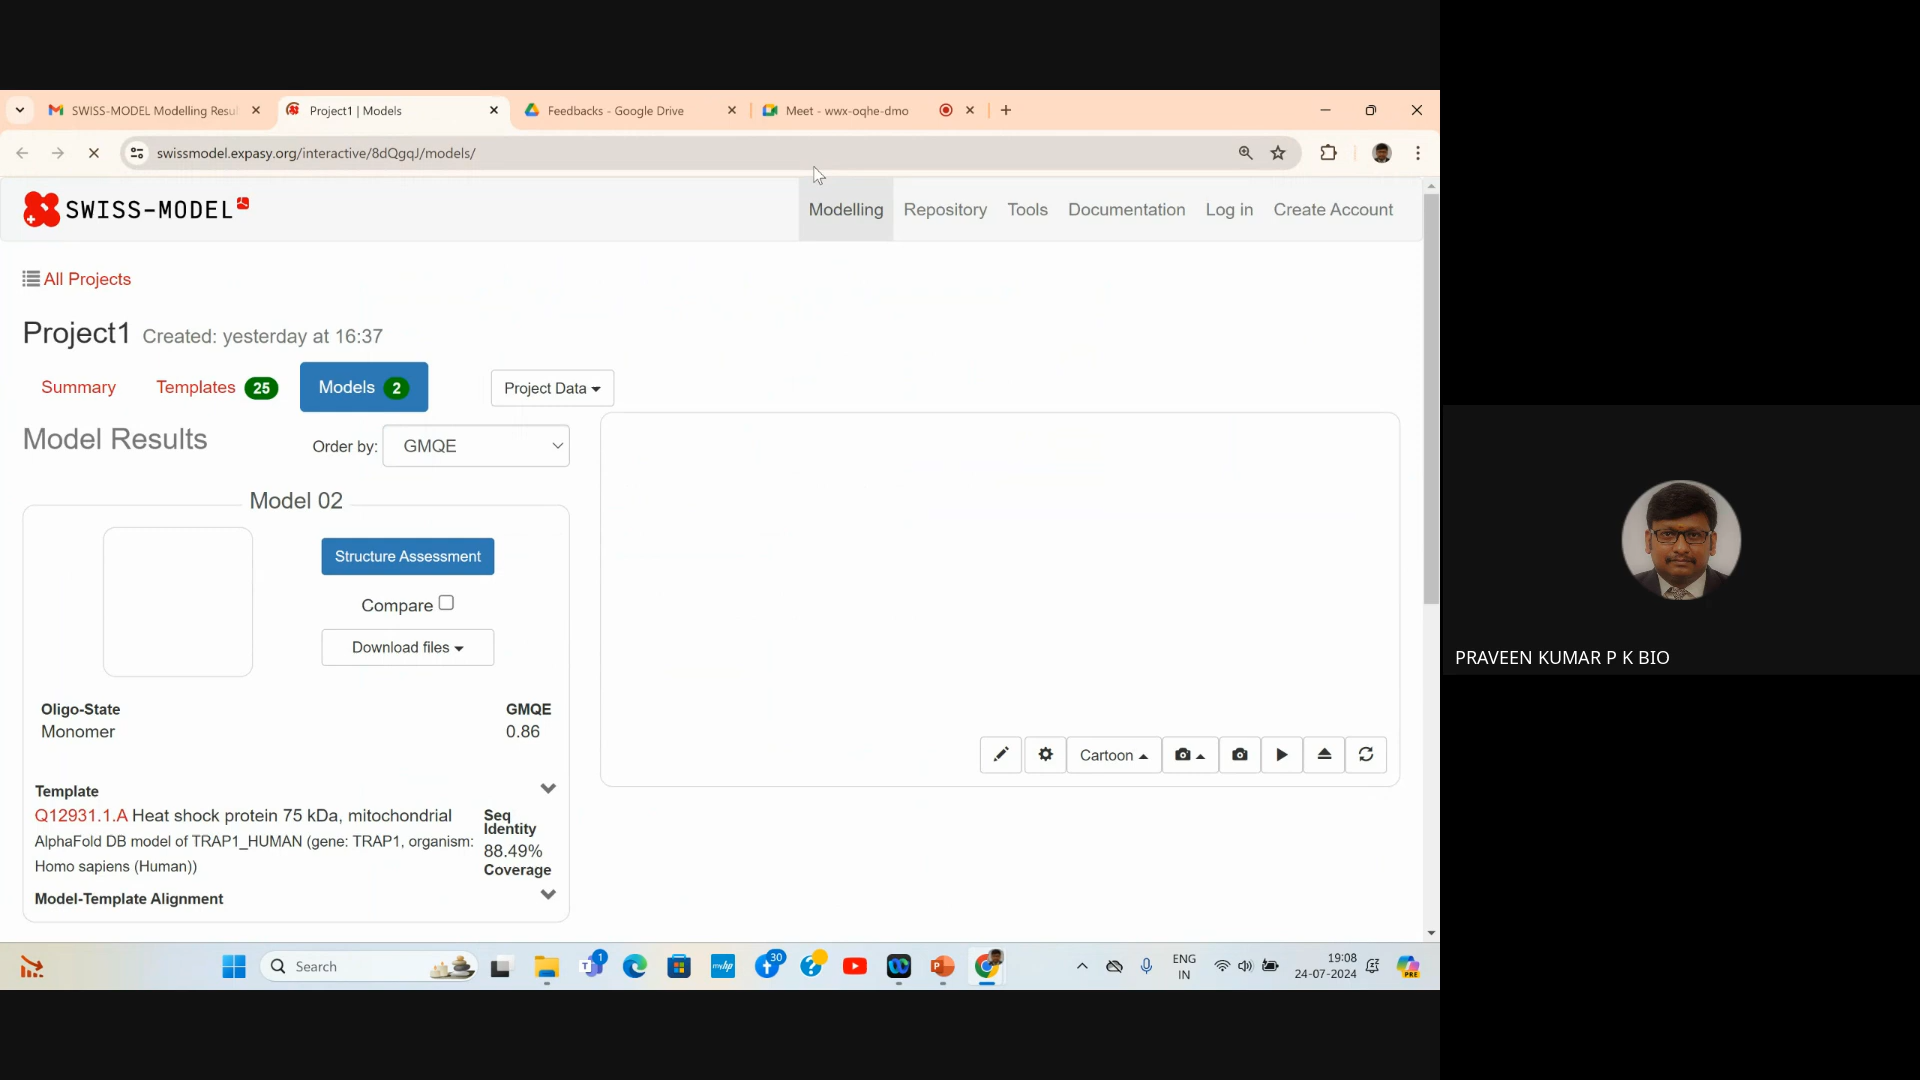 SWISS-MODEL Modelling Resul
Project1 | Models
Feedbacks - Google Drive
Meet - wwx-oqhe-dmo
swissmodel.expasy.org/interactive/8dQgqJ/models/
SWISS-MODEL
Modelling
Repository
Tools
Documentation
Log in
Create Account
All Projects
Project1 Created: yesterday at 16:37
Summary
Templates 25
Models 2
Project Data
Model Results
Order by:
GMQE
Model 02
Structure Assessment
Compare
Download files
Oligo-State
Monomer
GMQE
0.86
Cartoon
Template
Q12931.1.A Heat shock protein 75 kDa, mitochondrial
AlphaFold DB model of TRAP1_HUMAN (gene: TRAP1, organism:
Homo sapiens (Human))
Seq
Identity
88.49%
Coverage
Model-Template Alignment
PRAVEEN KUMAR P K BIO
Search
1
myhp
30
ENG
IN
19:08
24-07-2024
PRE